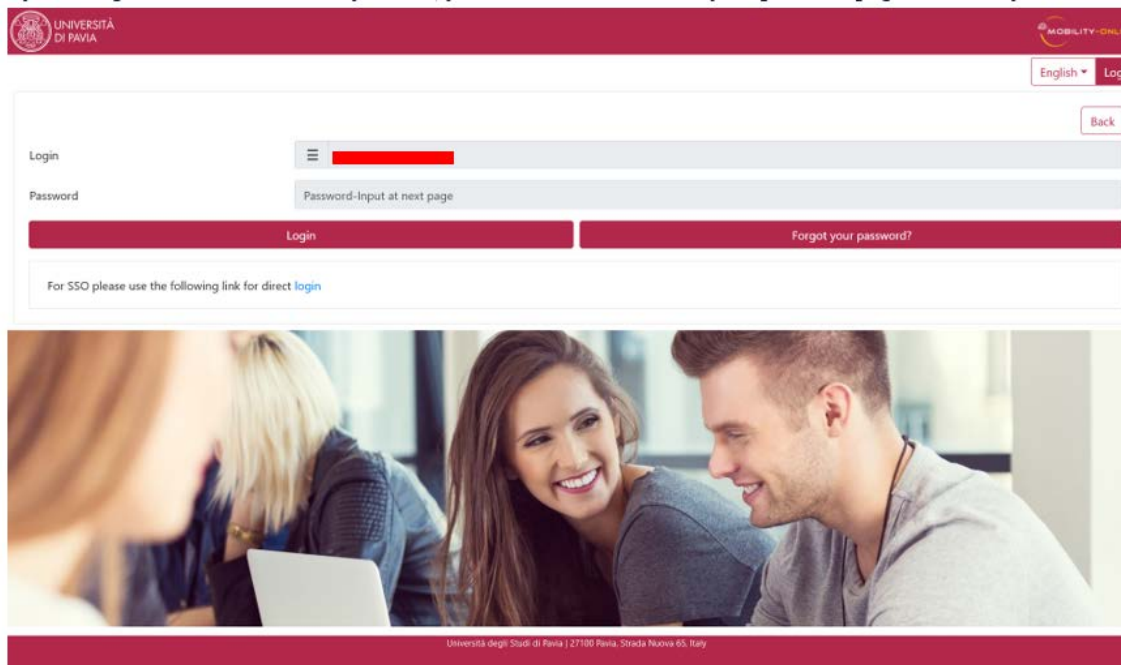 UNIVERSITÀ
DI PAVIA
MOBILITY-ONL
English
Log
Back
Login
Password
Password-Input at next page
Login
Forgot your password?
For SSO please use the following link for direct login
Università degli Studi di Pavia | 27100 Pavia, Strada Nuova 65, Italy